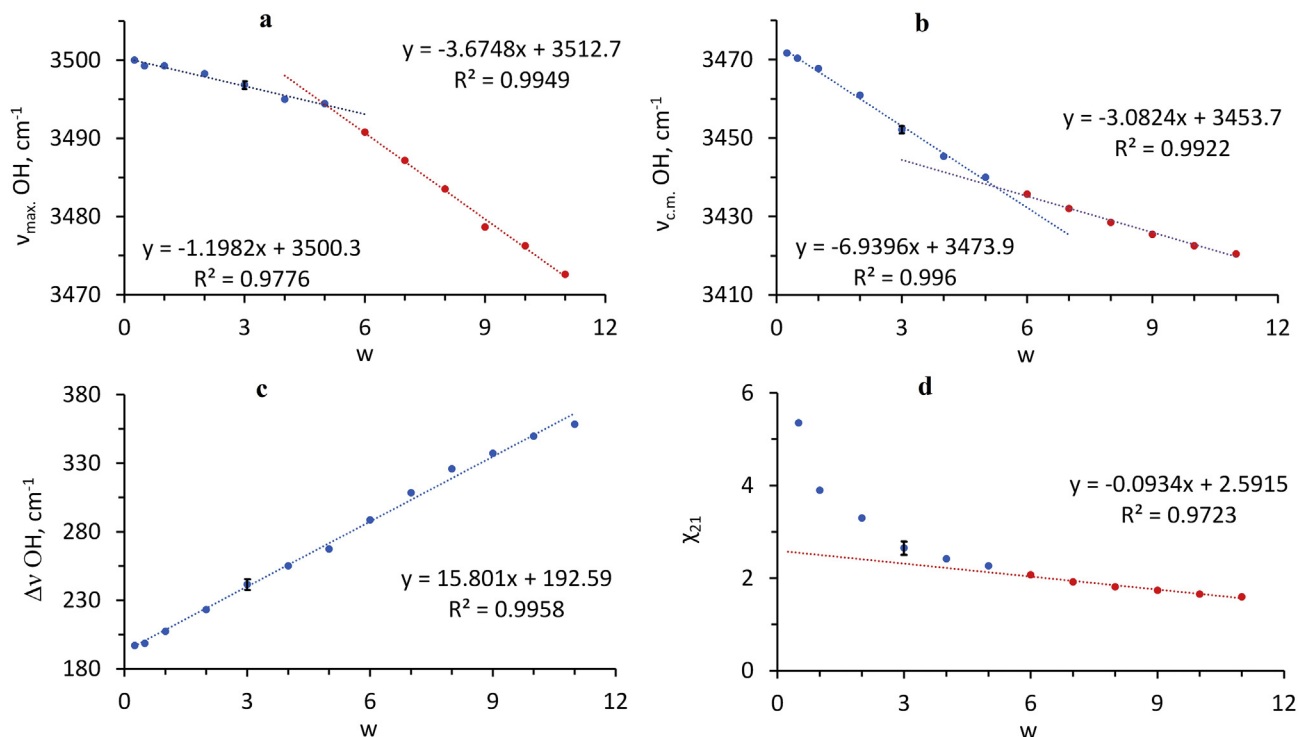 a
ν max. OH, cm-1
3500
3490
3480
3470
y = -3.6748x + 3512.7
R² = 0.9949
y = -1.1982x + 3500.3
R² = 0.9776
0 3 6 9 12
w
b
ν c.m. OH, cm-1
3470
3450
3430
3410
y = -3.0824x + 3453.7
R² = 0.9922
y = -6.9396x + 3473.9
R² = 0.996
0 3 6 9 12
w
c
Δν OH, cm-1
380
330
280
230
180
y = 15.801x + 192.59
R² = 0.9958
0 3 6 9 12
w
d
χ21
6
4
2
0
y = -0.0934x + 2.5915
R² = 0.9723
0 3 6 9 12
w